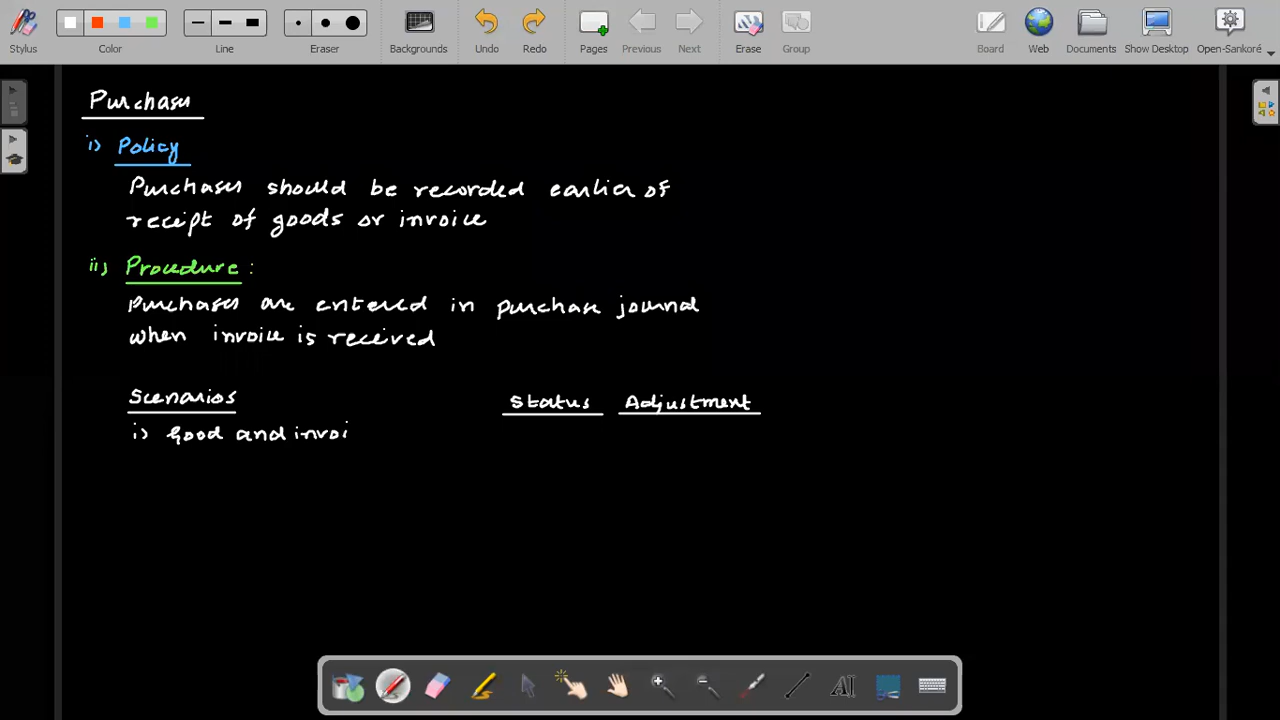 Stylus
Color
Line
Eraser
Backgrounds
Undo
Redo
Pages
Previous
Next
Erase
Group
Board
Web
Documents
Show Desktop
Open-Sankoré
Purchases
i) Policy
Purchases should be recorded earlier of
receipt of goods or invoice
ii) Procedure :
Purchases are entered in purchase journal
when invoice is received
Scenarios Status Adjustment
i) Good and invoi